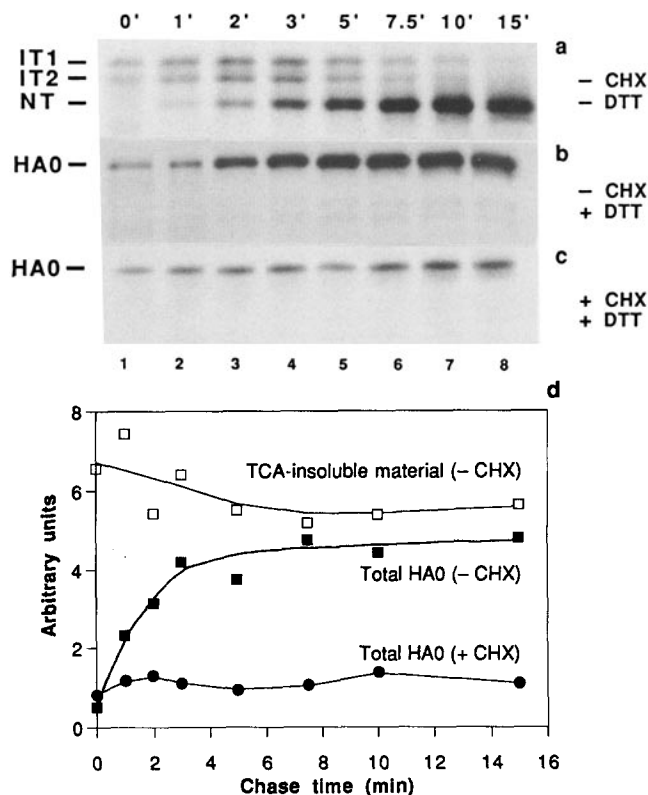 0' 1' 2' 3' 5' 7.5' 10' 15'
a
IT1
IT2
NT
– CHX
– DTT
b
HA0
– CHX
+ DTT
c
HA0
+ CHX
+ DTT
1 2 3 4 5 6 7 8
d
8
6
4
2
0
Arbitrary units
TCA-insoluble material (– CHX)
Total HA0 (– CHX)
Total HA0 (+ CHX)
0 2 4 6 8 10 12 14 16
Chase time (min)